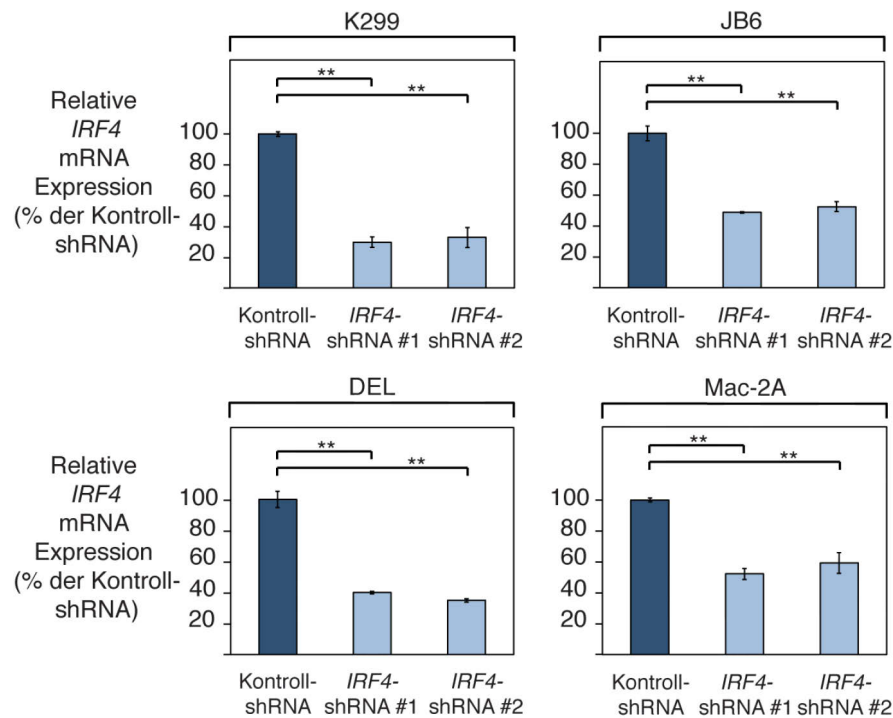 K299
Relative
IRF4
mRNA
Expression
(% der Kontroll-
shRNA)
100
80
60
40
20
**
**
Kontroll-
shRNA
IRF4-
shRNA #1
IRF4-
shRNA #2
JB6
100
80
60
40
20
**
**
Kontroll-
shRNA
IRF4-
shRNA #1
IRF4-
shRNA #2
DEL
Relative
IRF4
mRNA
Expression
(% der Kontroll-
shRNA)
100
80
60
40
20
**
**
Kontroll-
shRNA
IRF4-
shRNA #1
IRF4-
shRNA #2
Mac-2A
100
80
60
40
20
**
**
Kontroll-
shRNA
IRF4-
shRNA #1
IRF4-
shRNA #2